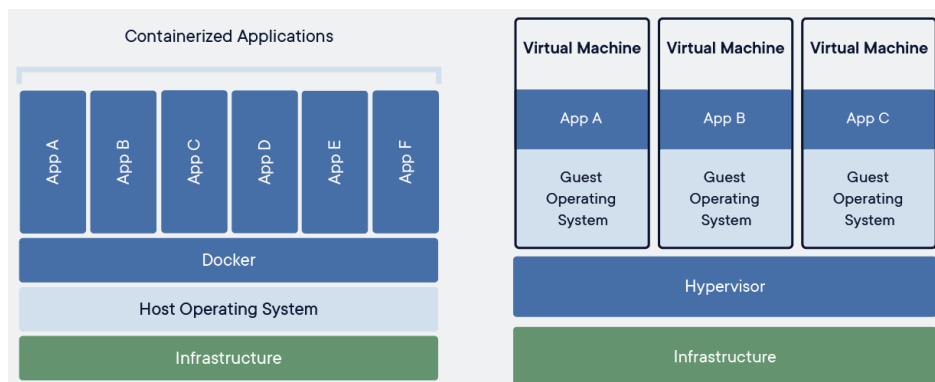 Containerized Applications
App A
App B
App C
App D
App E
App F
Docker
Host Operating System
Infrastructure
Virtual Machine
App A
Guest
Operating
System
Virtual Machine
App B
Guest
Operating
System
Virtual Machine
App C
Guest
Operating
System
Hypervisor
Infrastructure